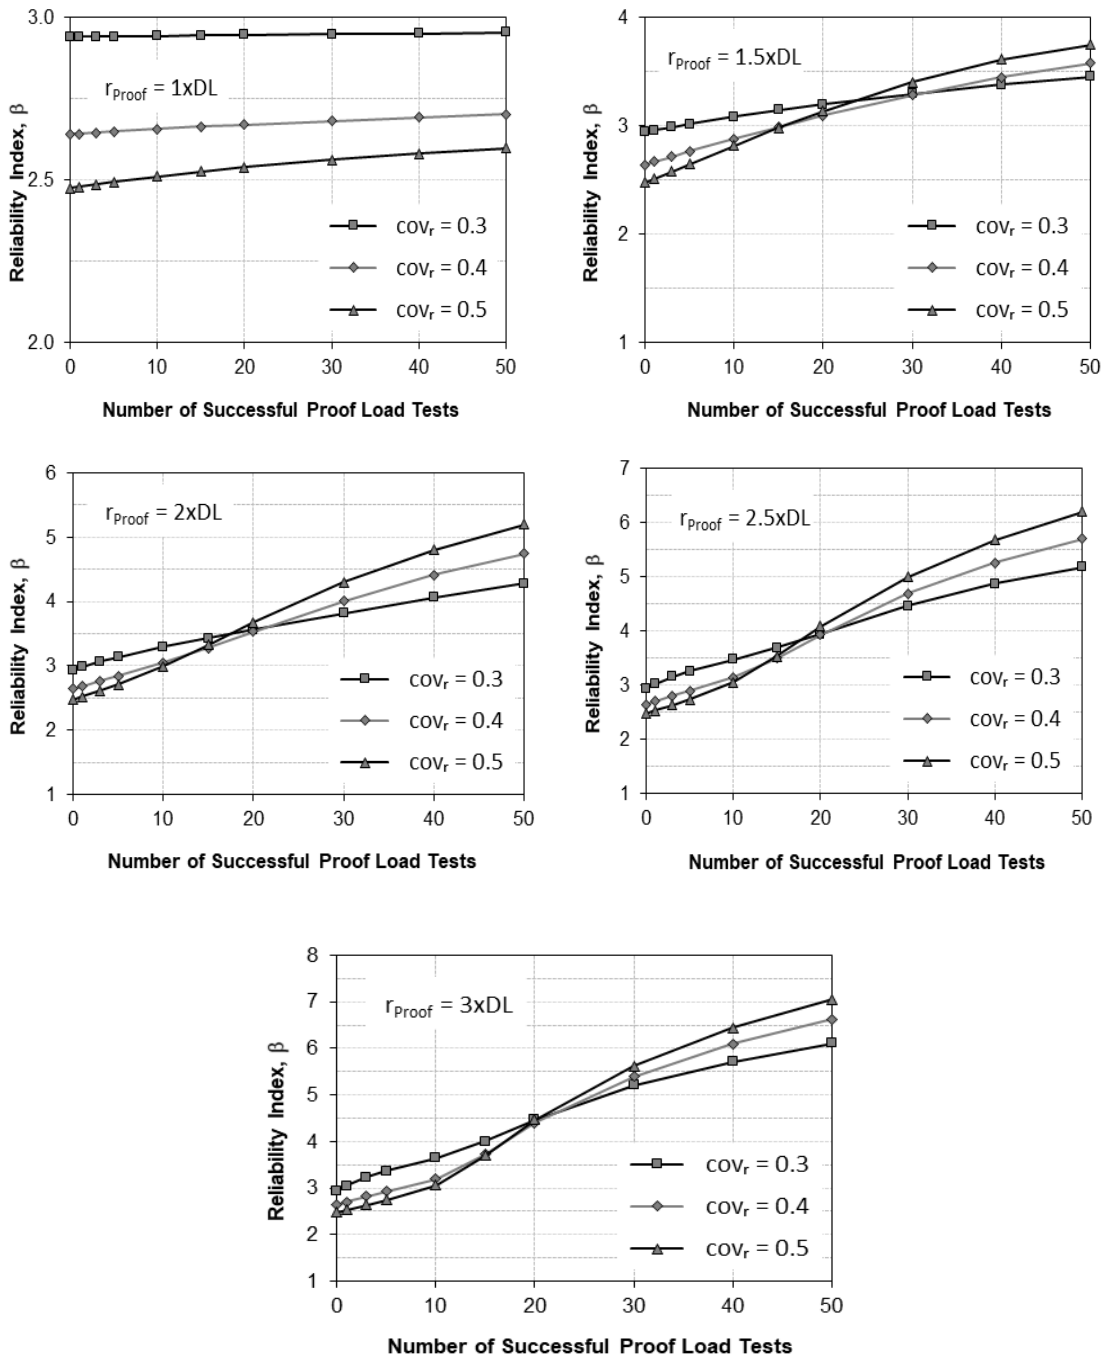 3.0
2.5
2.0
Reliability Index, β
r_Proof = 1xDL
cov_r = 0.3
cov_r = 0.4
cov_r = 0.5
0 10 20 30 40 50
Number of Successful Proof Load Tests
4
3
2
1
Reliability Index, β
r_Proof = 1.5xDL
cov_r = 0.3
cov_r = 0.4
cov_r = 0.5
0 10 20 30 40 50
Number of Successful Proof Load Tests
6
5
4
3
2
1
Reliability Index, β
r_Proof = 2xDL
cov_r = 0.3
cov_r = 0.4
cov_r = 0.5
0 10 20 30 40 50
Number of Successful Proof Load Tests
7
6
5
4
3
2
1
Reliability Index, β
r_Proof = 2.5xDL
cov_r = 0.3
cov_r = 0.4
cov_r = 0.5
0 10 20 30 40 50
Number of Successful Proof Load Tests
8
7
6
5
4
3
2
1
Reliability Index, β
r_Proof = 3xDL
cov_r = 0.3
cov_r = 0.4
cov_r = 0.5
0 10 20 30 40 50
Number of Successful Proof Load Tests